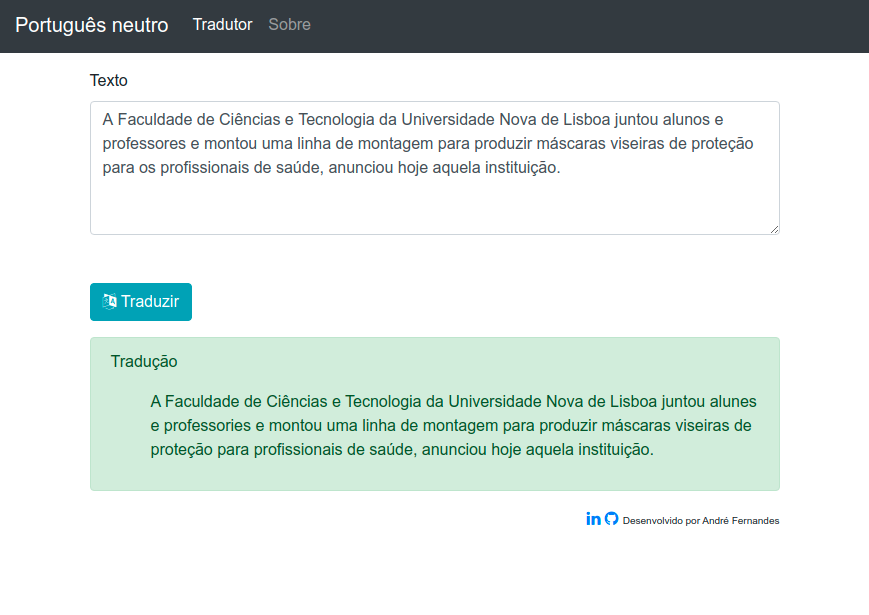 Português neutro Tradutor Sobre
Texto
A Faculdade de Ciências e Tecnologia da Universidade Nova de Lisboa juntou alunos e
professores e montou uma linha de montagem para produzir máscaras viseiras de proteção
para os profissionais de saúde, anunciou hoje aquela instituição.
Traduzir
Tradução
A Faculdade de Ciências e Tecnologia da Universidade Nova de Lisboa juntou alunes
e professories e montou uma linha de montagem para produzir máscaras viseiras de
proteção para profissionais de saúde, anunciou hoje aquela instituição.
in Desenvolvido por André Fernandes